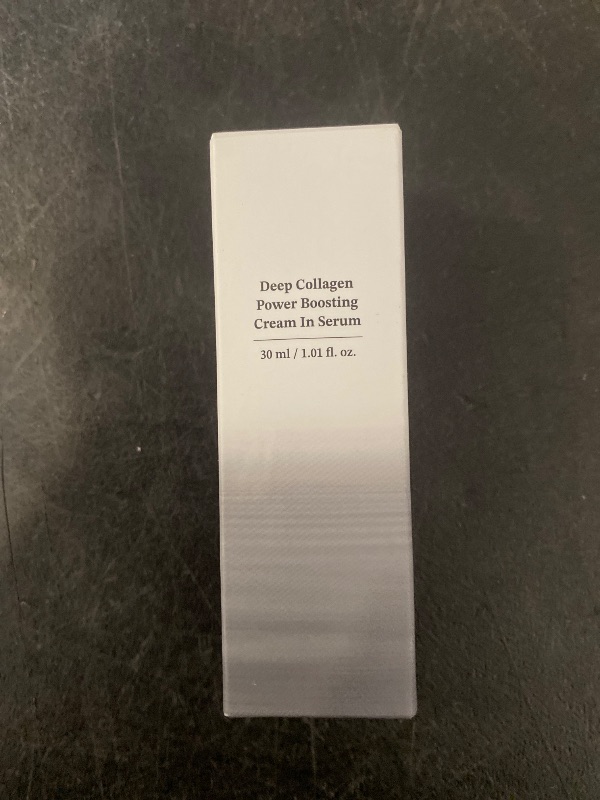 Deep Collagen
Power Boosting
Cream In Serum
30 ml / 1.01 fl. oz.